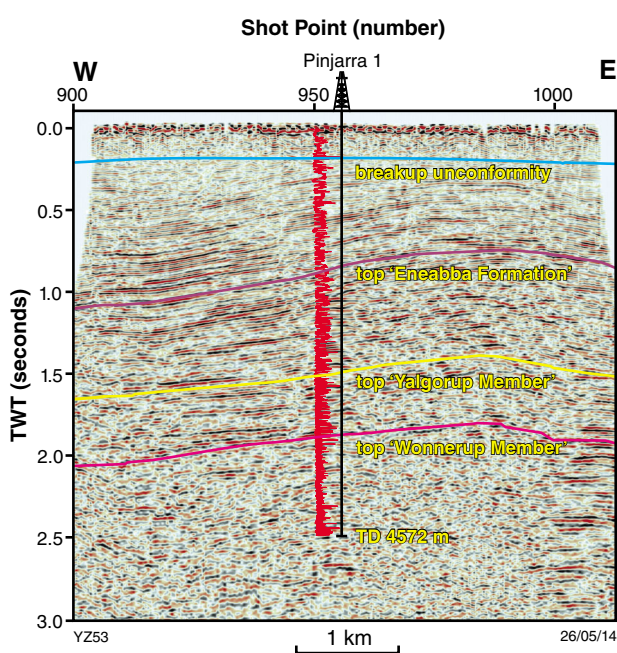 Shot Point (number)
Pinjarra 1
W
E
900
950
1000
0.0
breakup unconformity
0.5
top ‘Eneabba Formation’
1.0
TWT (seconds)
1.5
top ‘Yalgorup Member’
top ‘Wonnerup Member’
2.0
TD 4572 m
2.5
3.0
YZ53
1 km
26/05/14